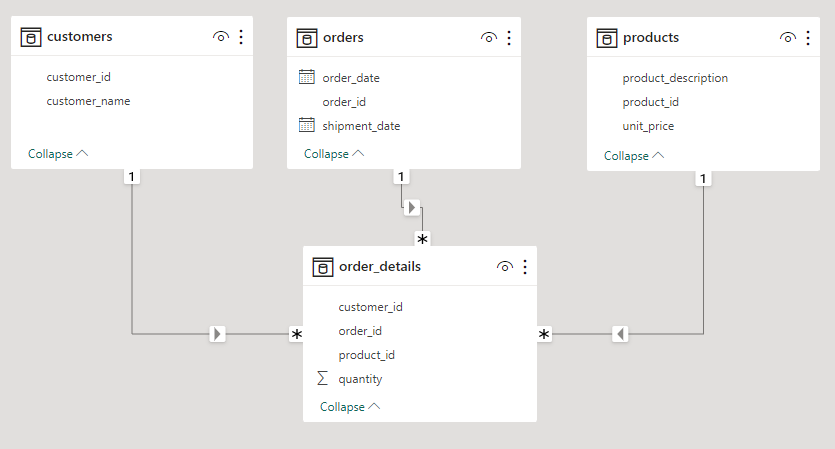 customers
customer_id
customer_name
Collapse
orders
order_date
order_id
shipment_date
Collapse
products
product_description
product_id
unit_price
Collapse
1
1
1
*
order_details
customer_id
order_id
product_id
Σ quantity
Collapse
*
*